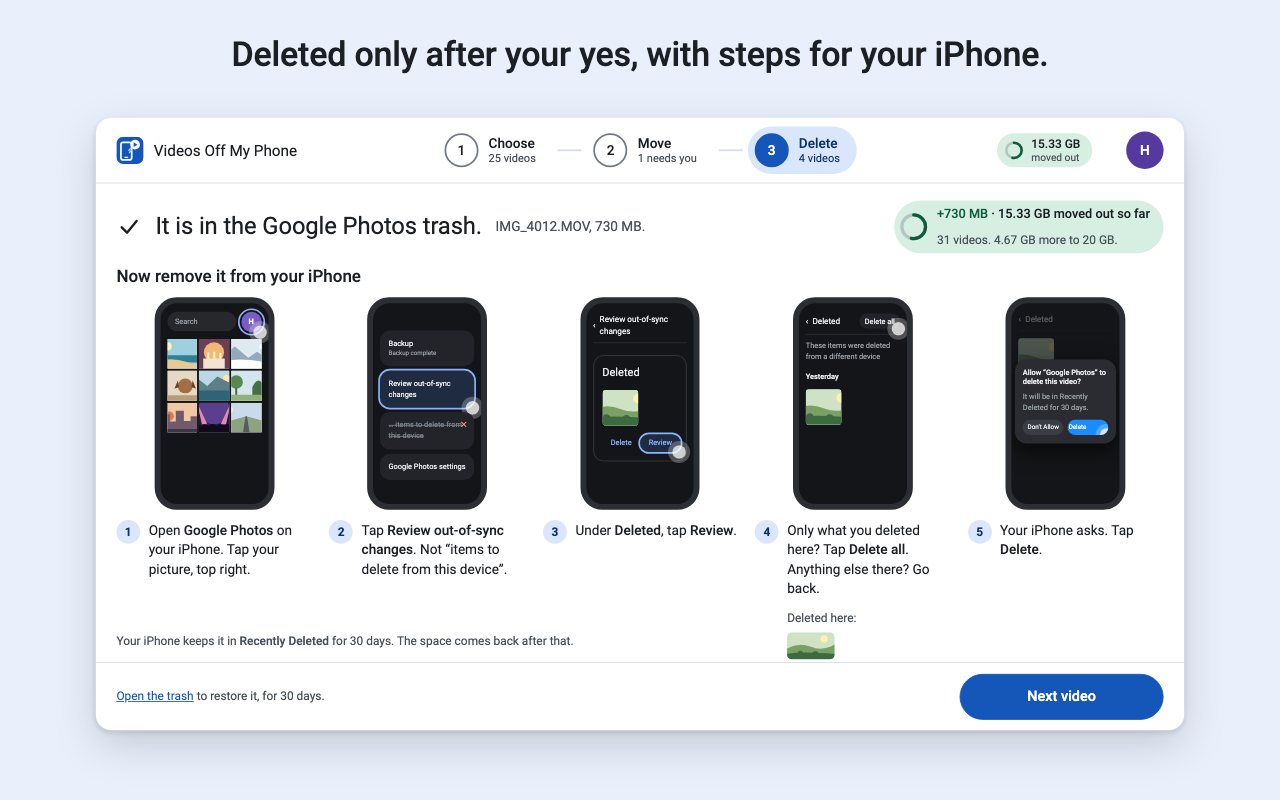 Deleted only after your yes, with steps for your iPhone.
Videos Off My Phone
1
Choose
25 videos
2
Move
1 needs you
3
Delete
4 videos
15.33 GB
moved out
H
It is in the Google Photos trash.
IMG_4012.MOV, 730 MB.
+730 MB · 15.33 GB moved out so far
31 videos. 4.67 GB more to 20 GB.
Now remove it from your iPhone
Search
H
Backup
Backup complete
Review out-of-sync
changes
... items to delete from
this device
Google Photos settings
‹ Review out-of-sync
changes
Deleted
Delete
Review
‹ Deleted
Delete all
These items were deleted
from a different device
Yesterday
‹ Deleted
Allow “Google Photos” to
delete this video?
It will be in Recently
Deleted for 30 days.
Don't Allow
Delete
1
Open Google Photos on
your iPhone. Tap your
picture, top right.
2
Tap Review out-of-sync
changes. Not “items to
delete from this device”.
3
Under Deleted, tap Review.
4
Only what you deleted
here? Tap Delete all.
Anything else there? Go
back.
Deleted here:
5
Your iPhone asks. Tap
Delete.
Your iPhone keeps it in Recently Deleted for 30 days. The space comes back after that.
Open the trash to restore it, for 30 days.
Next video